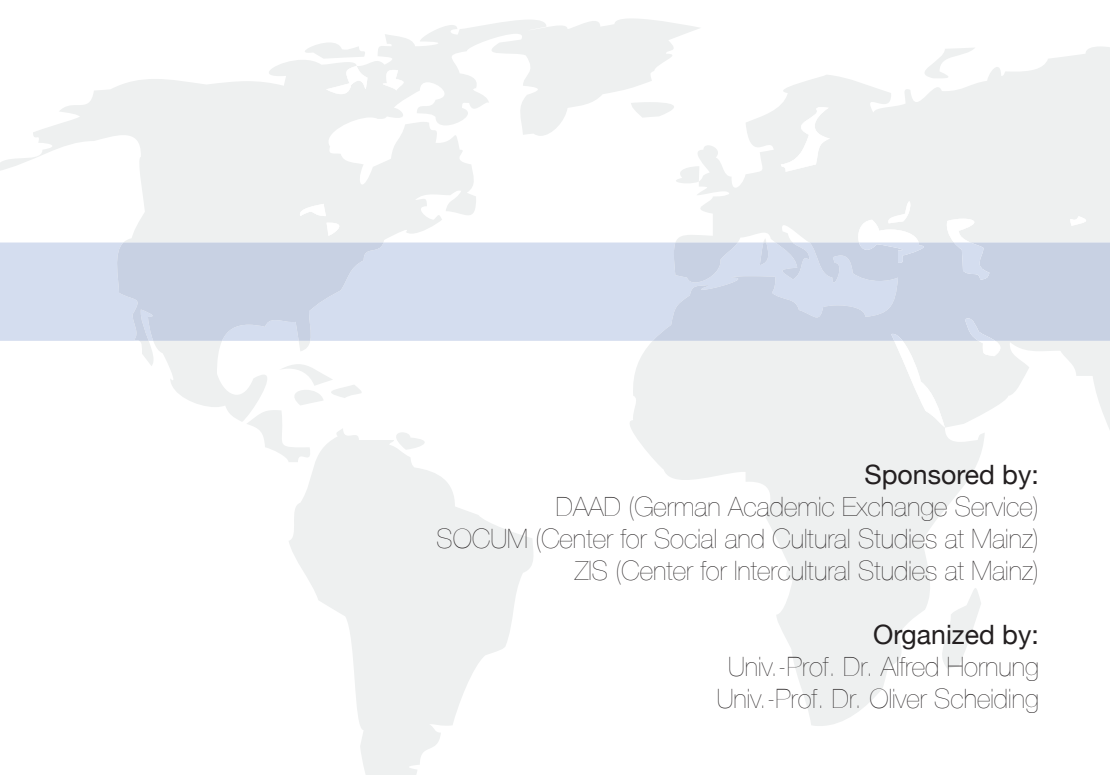 Sponsored by:
DAAD (German Academic Exchange Service)
SOCUM (Center for Social and Cultural Studies at Mainz)
ZIS (Center for Intercultural Studies at Mainz)
Organized by:
Univ.-Prof. Dr. Alfred Hornung
Univ.-Prof. Dr. Oliver Scheiding